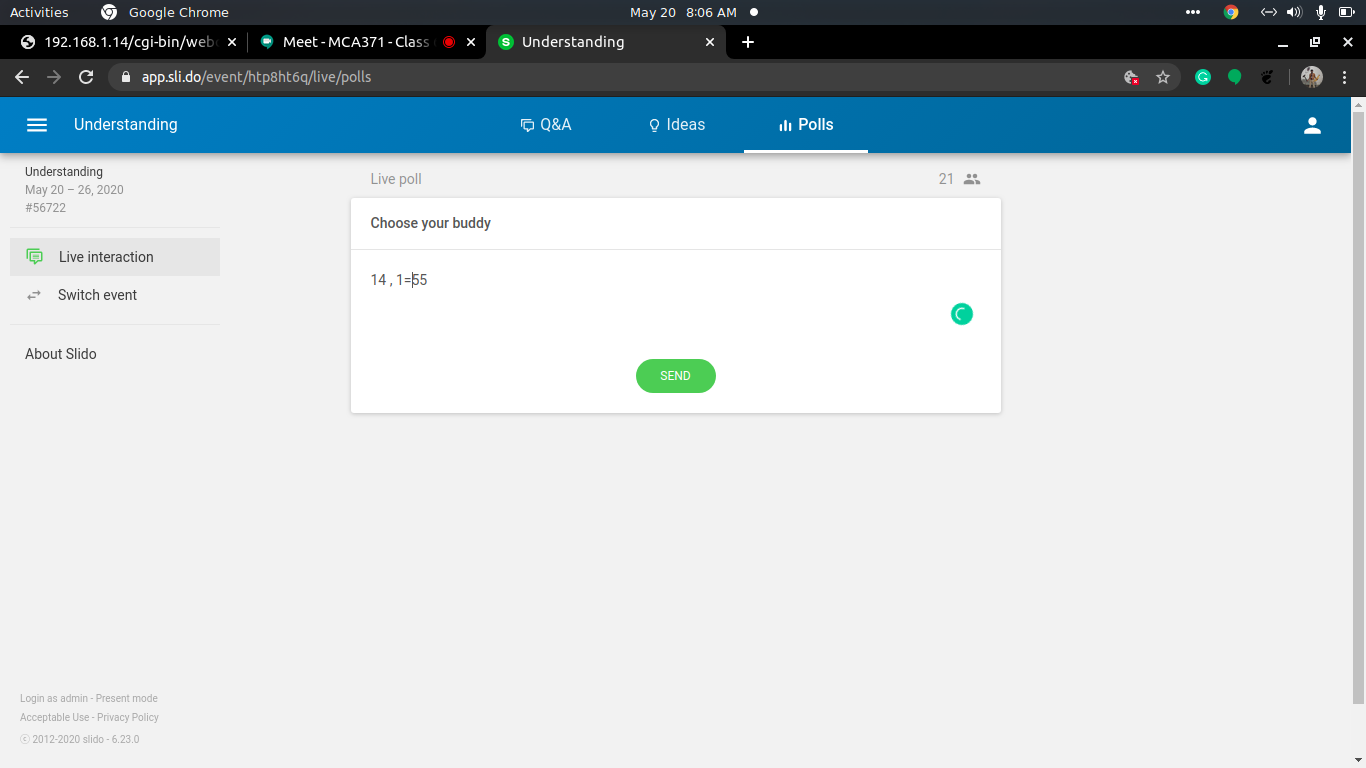 Activities Google Chrome May 20 8:06 AM
192.168.1.14/cgi-bin/web Meet - MCA371 - Class Understanding
app.sli.do/event/htp8ht6q/live/polls
Understanding Q&A Ideas Polls
Understanding
May 20 – 26, 2020
#56722
Live interaction
Switch event
About Slido
Live poll 21
Choose your buddy
14 , 1=55
SEND
Login as admin - Present mode
Acceptable Use - Privacy Policy
© 2012-2020 slido - 6.23.0